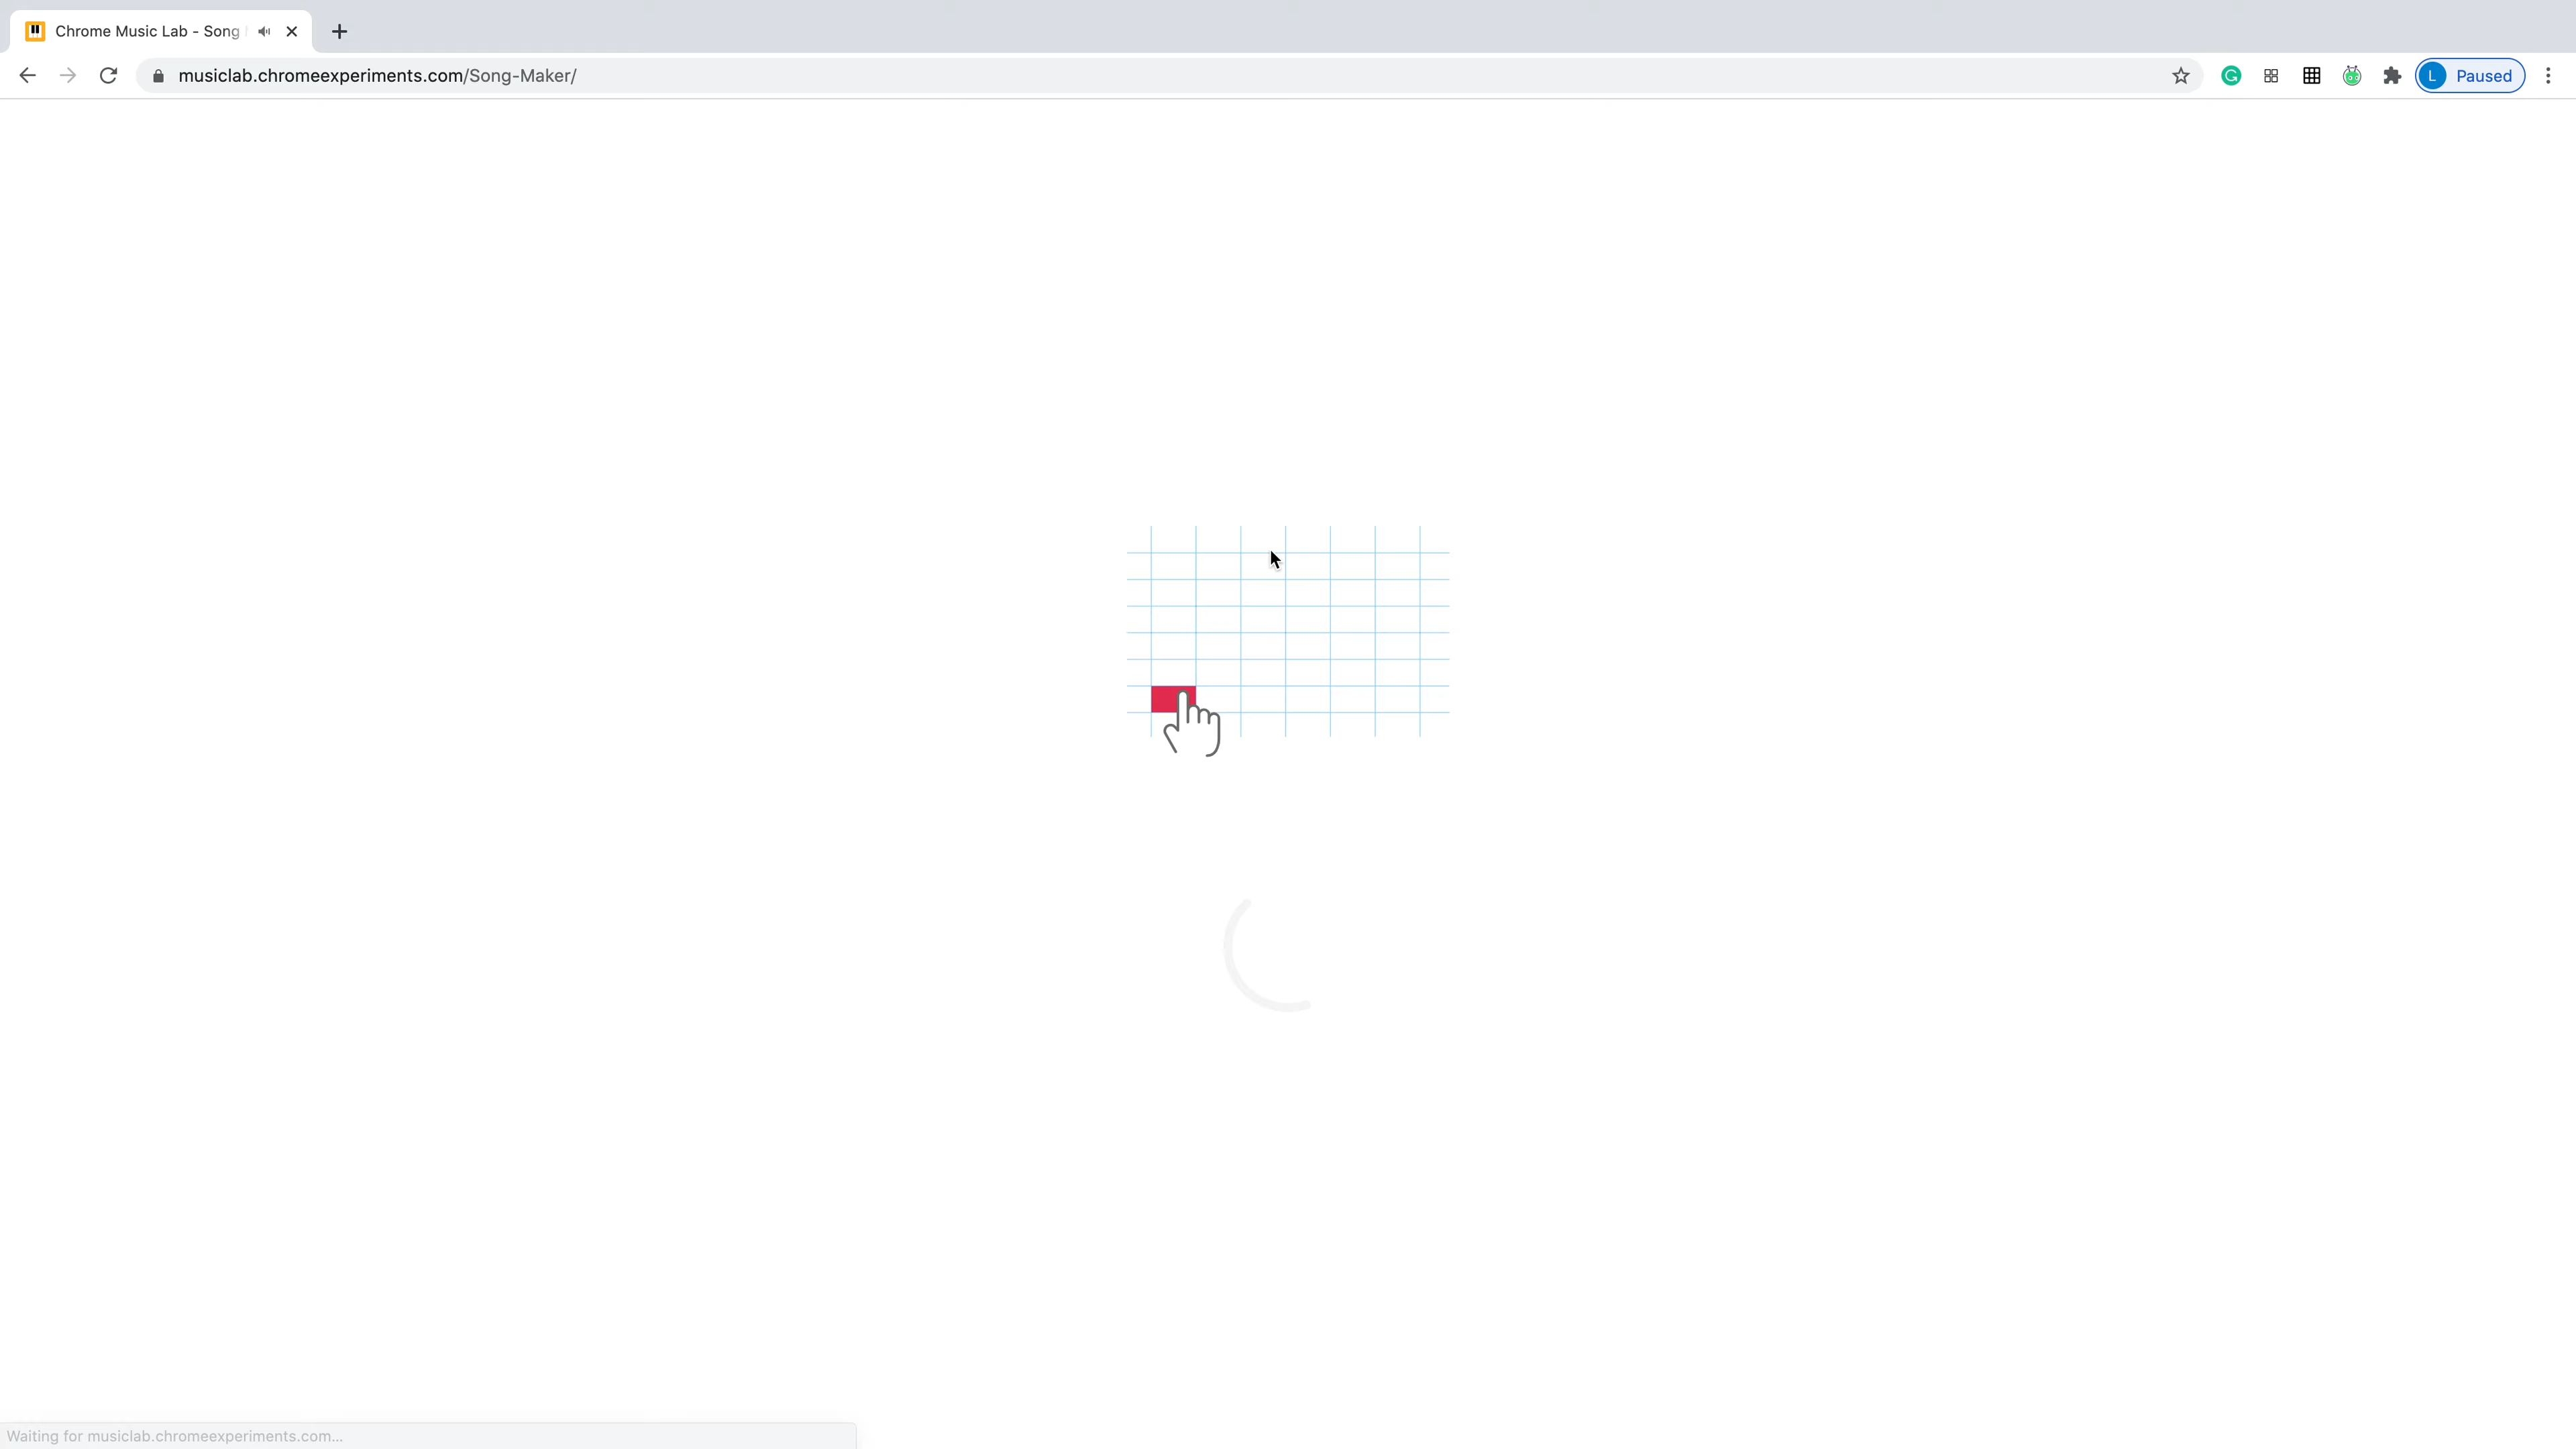 Chrome Music Lab - Song
musiclab.chromeexperiments.com/Song-Maker/
L Paused
Waiting for musiclab.chromeexperiments.com...